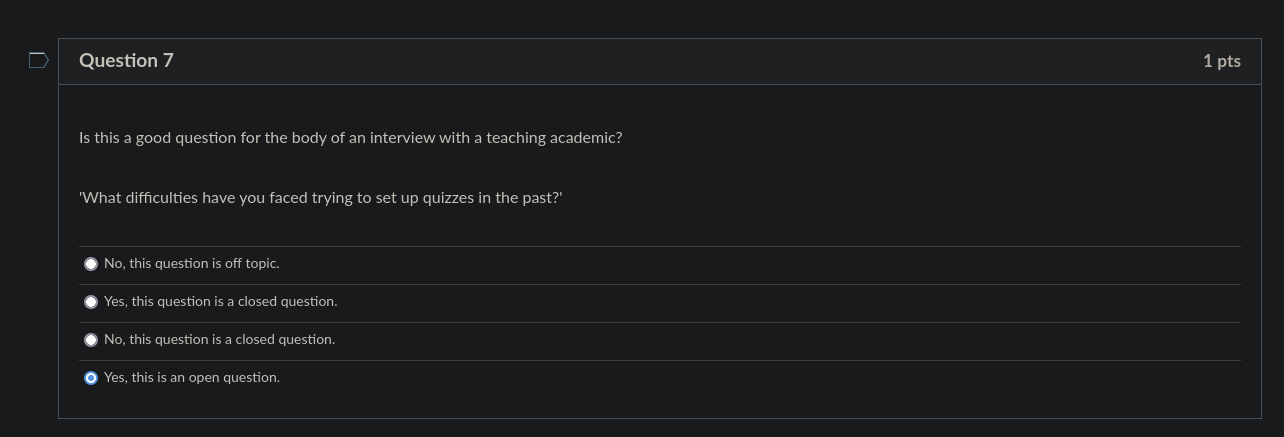 Question 7
1 pts
Is this a good question for the body of an interview with a teaching academic?
'What difficulties have you faced trying to set up quizzes in the past?'
No, this question is off topic.
Yes, this question is a closed question.
No, this question is a closed question.
Yes, this is an open question.